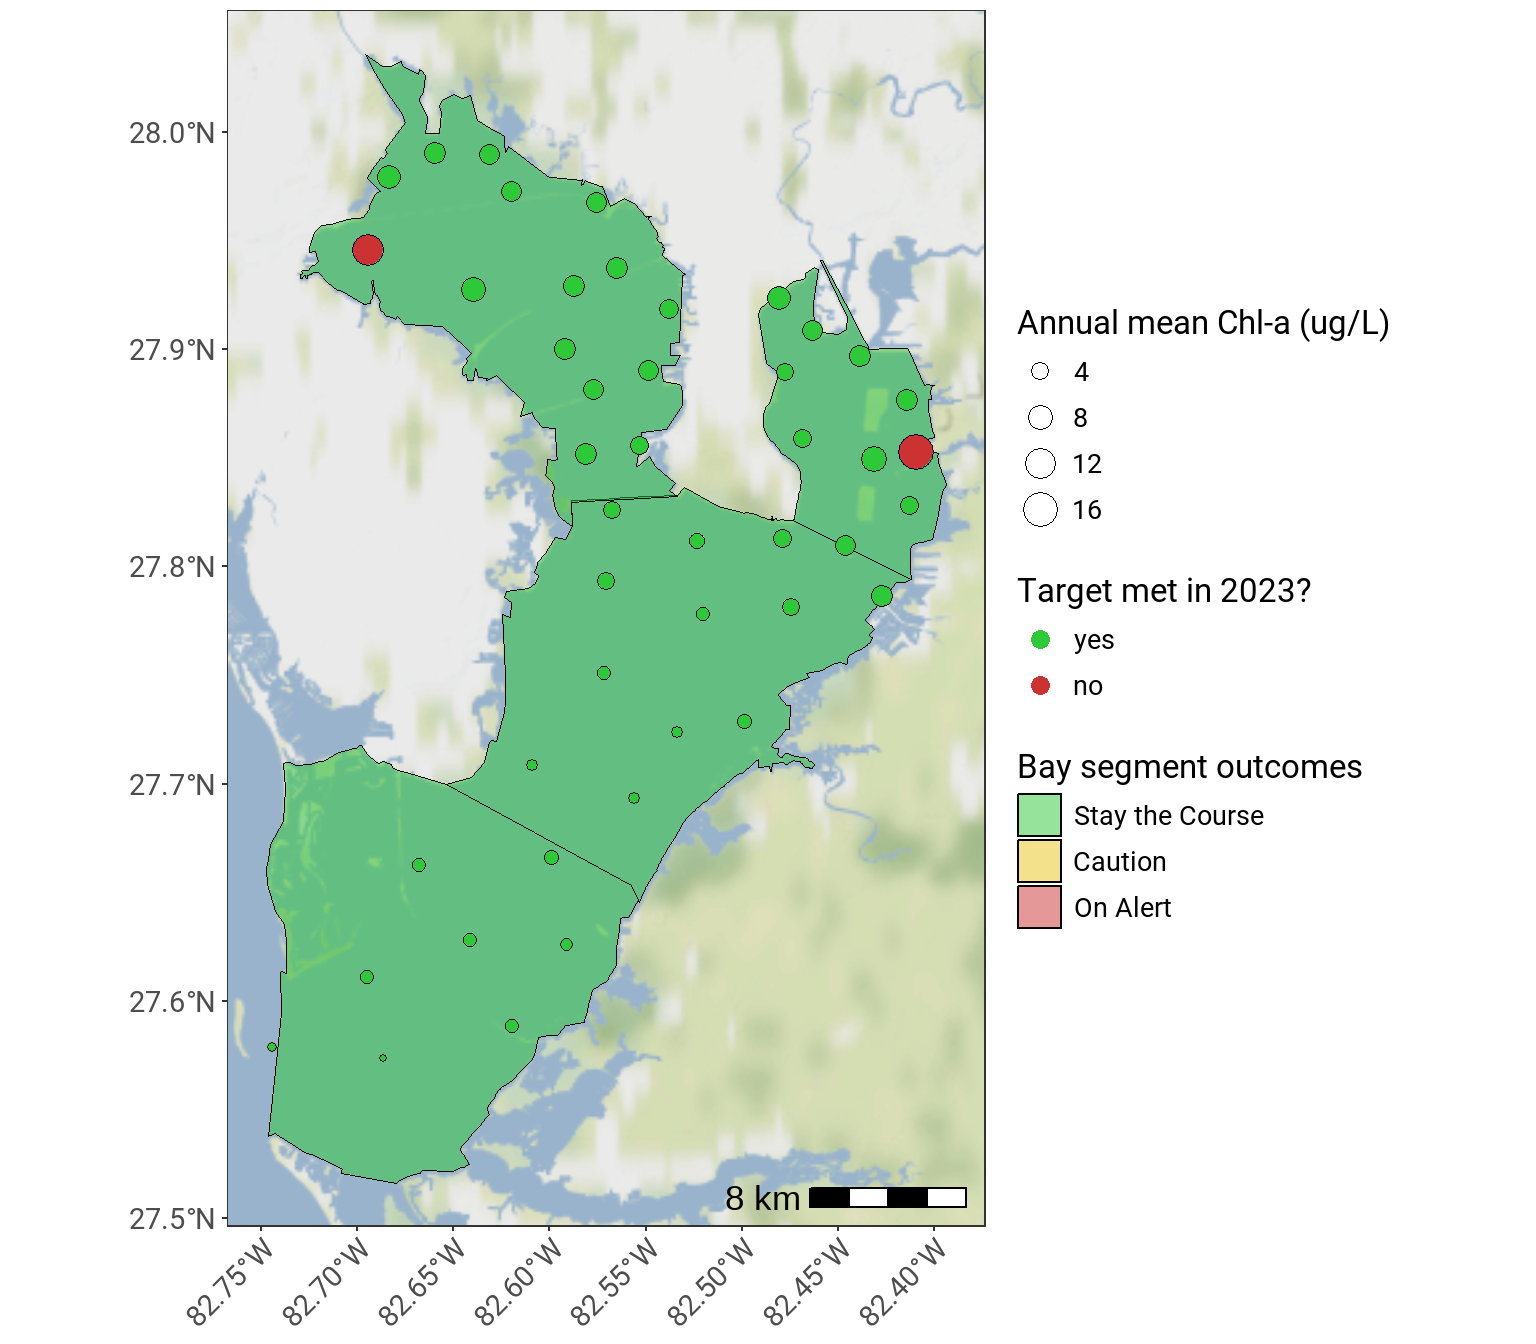 28.0°N
27.9°N
27.8°N
27.7°N
27.6°N
27.5°N
82.75°W
82.70°W
82.65°W
82.60°W
82.55°W
82.50°W
82.45°W
82.40°W
8 km
Annual mean Chl-a (ug/L)
4
8
12
16
Target met in 2023?
yes
no
Bay segment outcomes
Stay the Course
Caution
On Alert